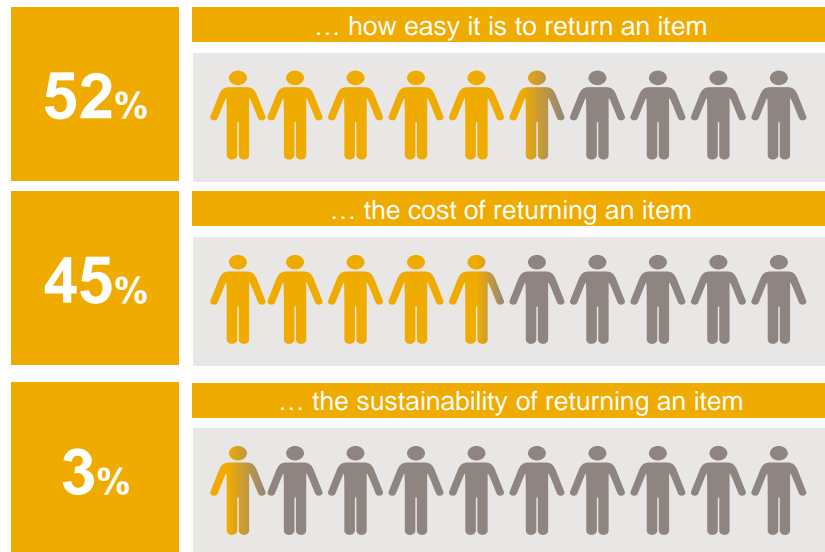 52%
… how easy it is to return an item
45%
… the cost of returning an item
3%
… the sustainability of returning an item